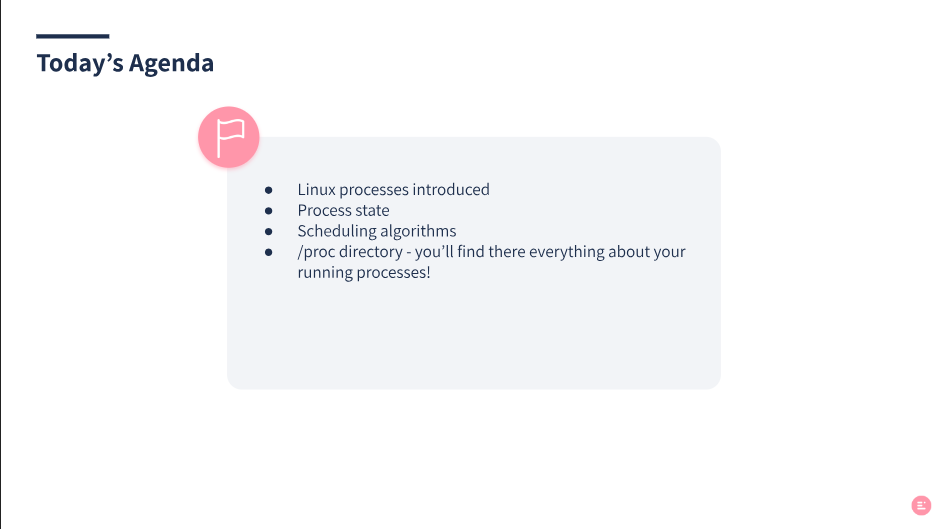 Today’s Agenda
● Linux processes introduced
● Process state
● Scheduling algorithms
● /proc directory - you’ll find there everything about your
running processes!